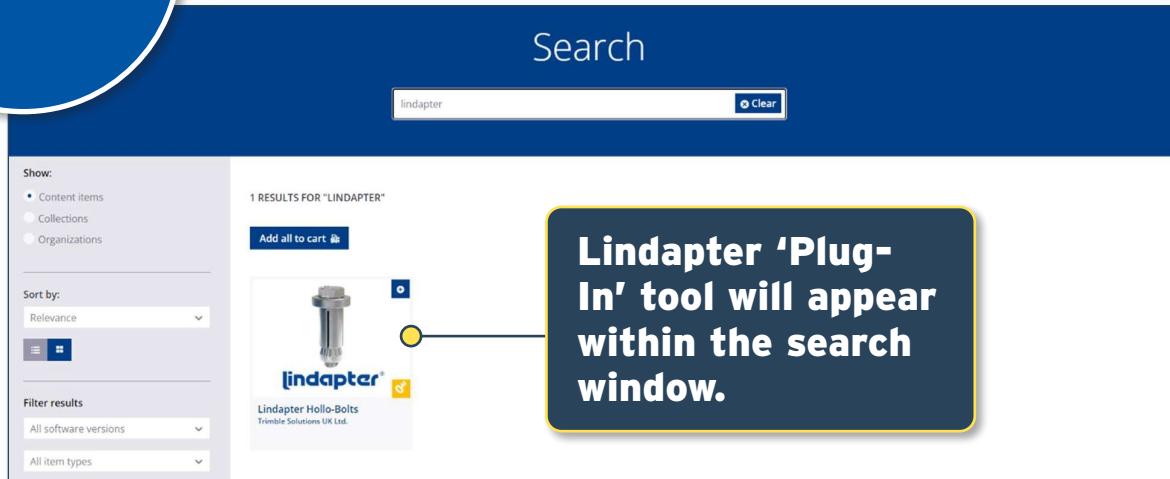 Search
lindapter
Clear
Show:
Content items
Collections
Organizations
1 RESULTS FOR "LINDAPTER"
Add all to cart
Sort by:
Relevance
lindapter®
Lindapter Hollo-Bolts
Trimble Solutions UK Ltd.
Filter results
All software versions
All item types
Lindapter ‘Plug-
In’ tool will appear
within the search
window.